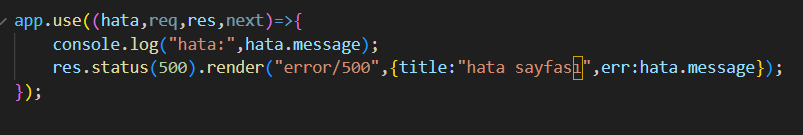 app.use((hata,req,res,next)=>{
console.log("hata:",hata.message);
res.status(500).render("error/500",{title:"hata sayfası",err:hata.message});
});